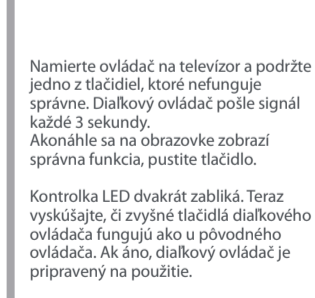 Namierte ovládač na televízor a podržte
jedno z tlačidiel, ktoré nefunguje
správne. Diaľkový ovládač pošle signál
každé 3 sekundy.
Akonáhle sa na obrazovke zobrazí
správna funkcia, pustite tlačidlo.

Kontrolka LED dvakrát zabliká. Teraz
vyskúšajte, či zvyšné tlačidlá diaľkového
ovládača fungujú ako u pôvodného
ovládača. Ak áno, diaľkový ovládač je
pripravený na použitie.